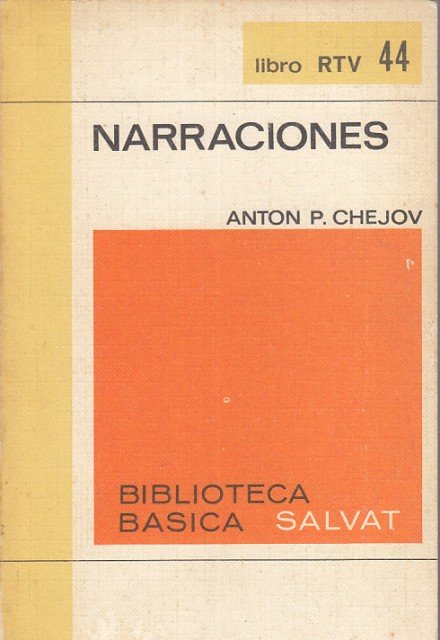 libro RTV 44
NARRACIONES
ANTON P. CHEJOV
BIBLIOTECA
BASICA SALVAT